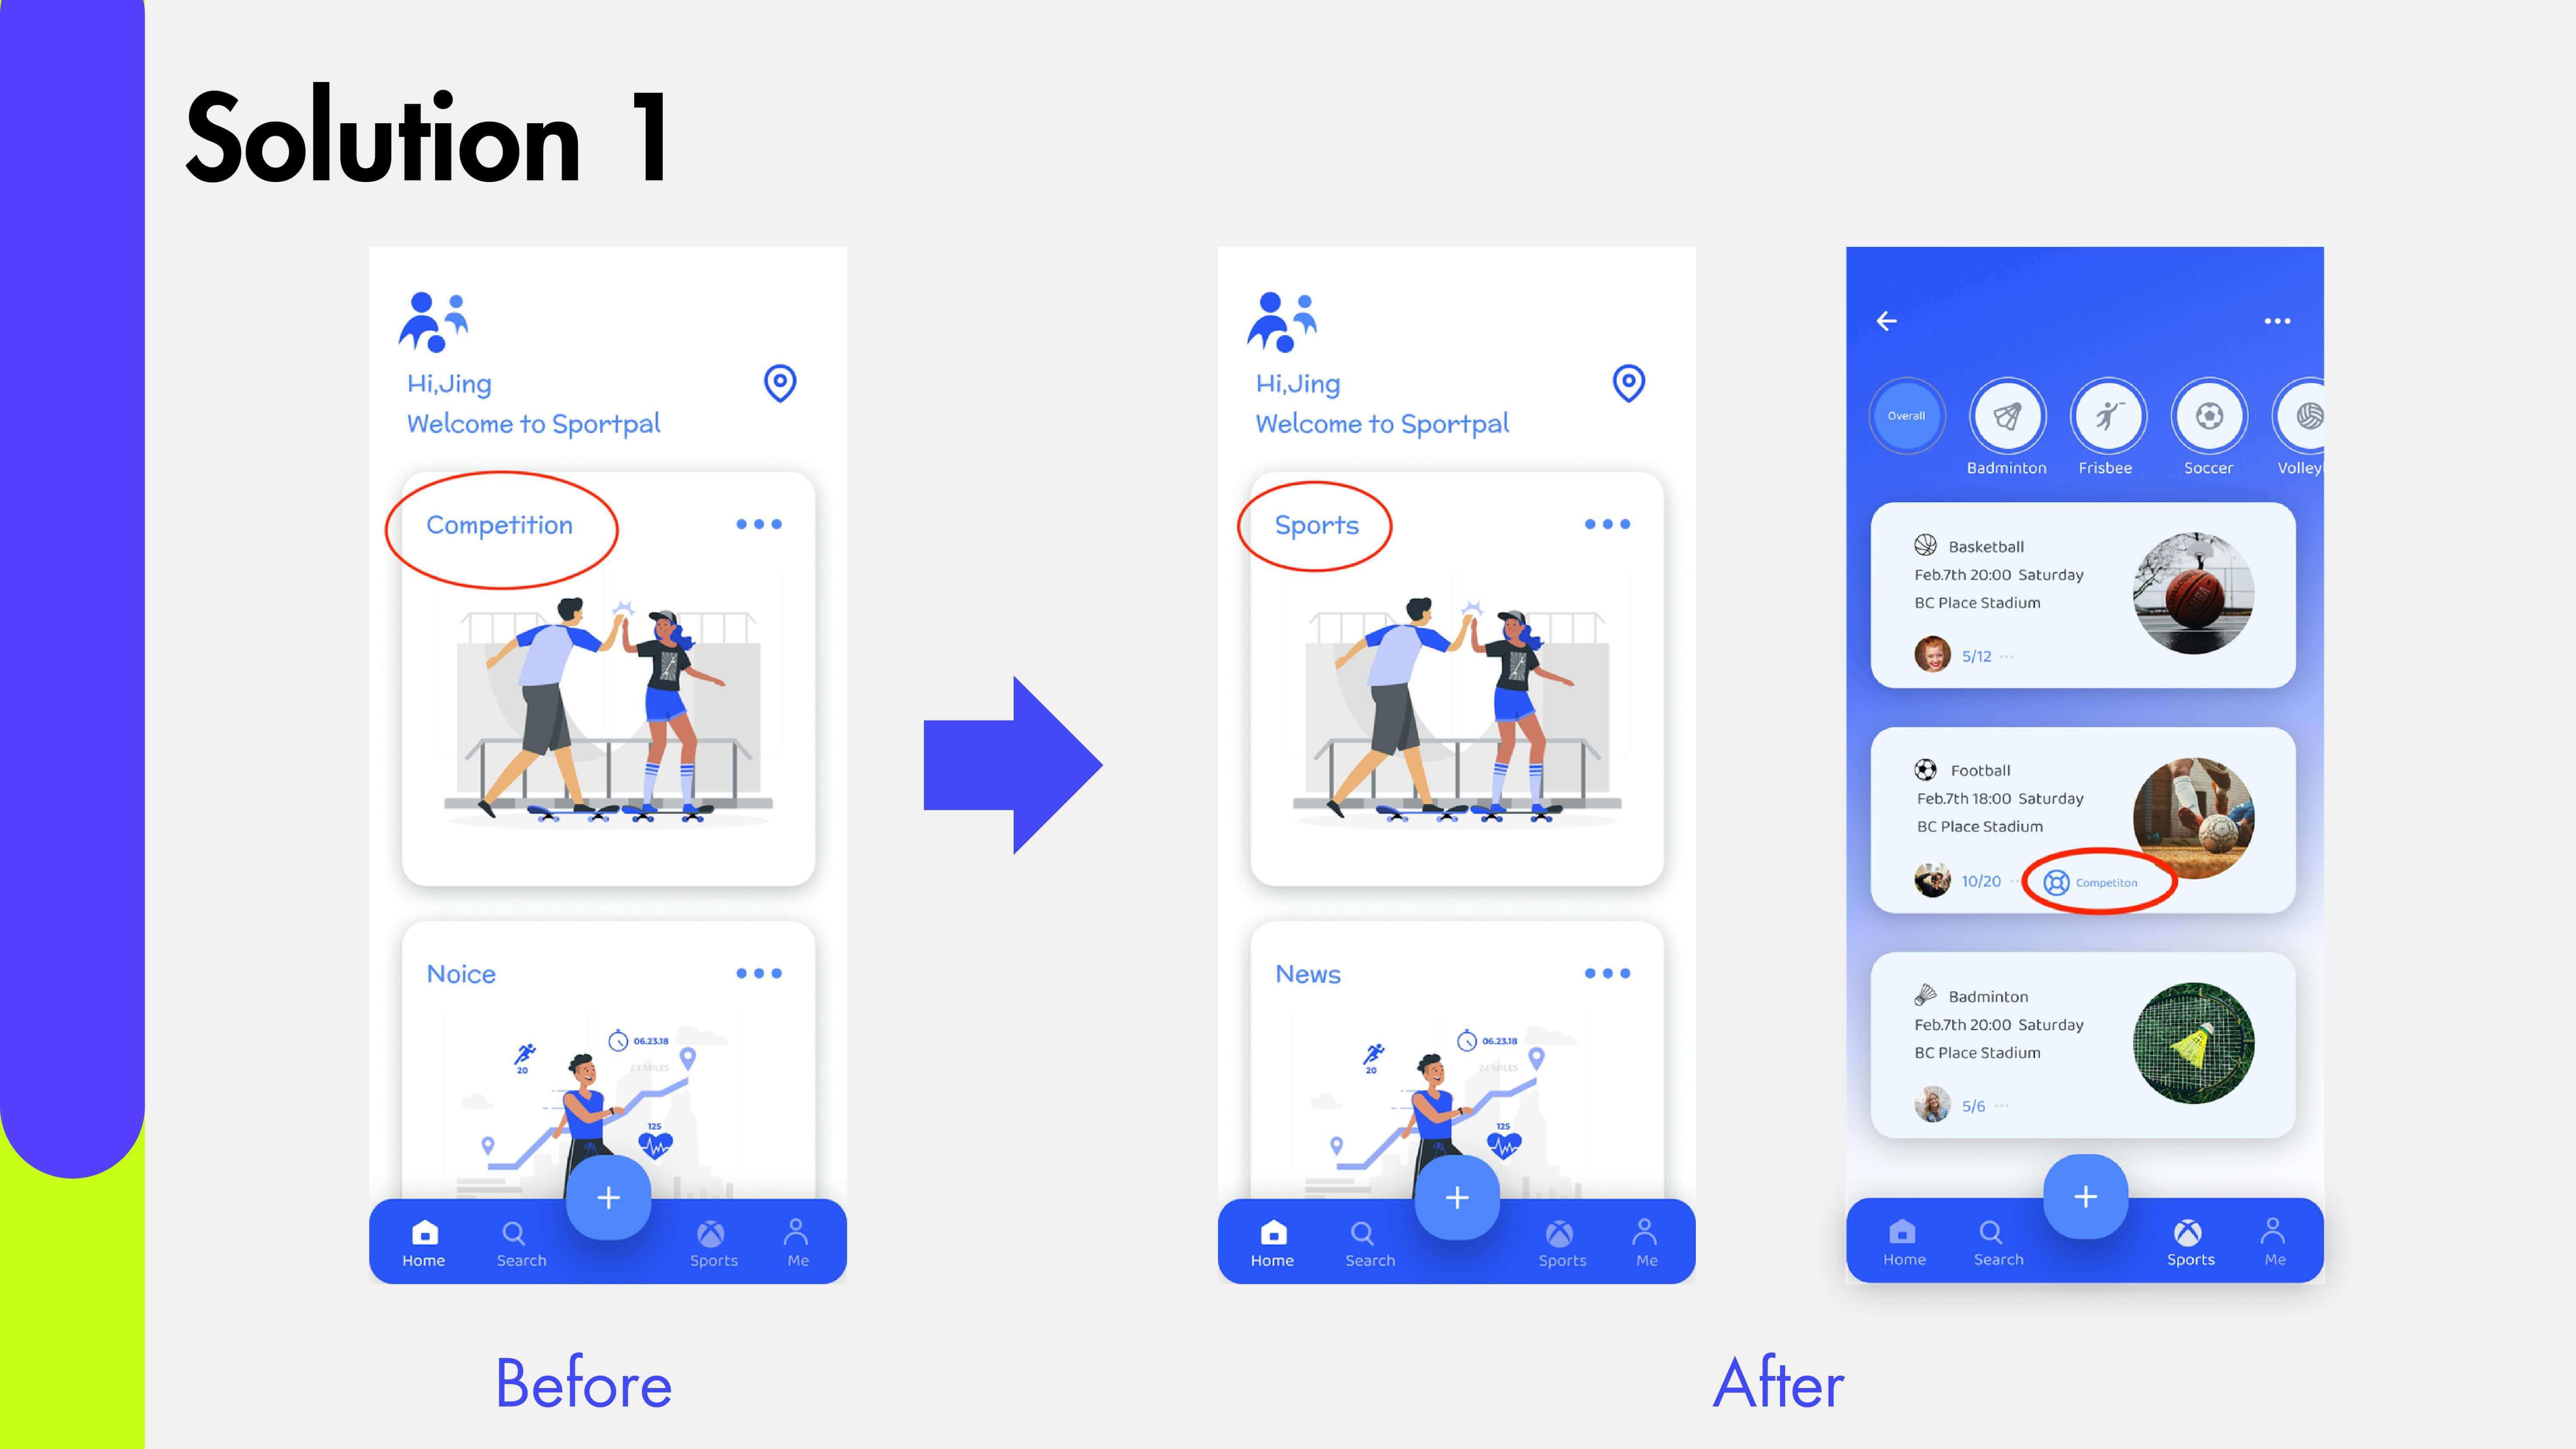 Solution 1
Hi,Jing
Welcome to Sportpal
Competition
Noice
06.23.18
23 MILES
20
125
Home
Search
Sports
Me
Before
Hi,Jing
Welcome to Sportpal
Sports
News
06.23.18
23 MILES
20
125
Home
Search
Sports
Me
Overall
Badminton
Frisbee
Soccer
Volley
Basketball
Feb.7th 20:00 Saturday
BC Place Stadium
5/12
Football
Feb.7th 18:00 Saturday
BC Place Stadium
10/20
Competiton
Badminton
Feb.7th 20:00 Saturday
BC Place Stadium
5/6
Home
Search
Sports
Me
After